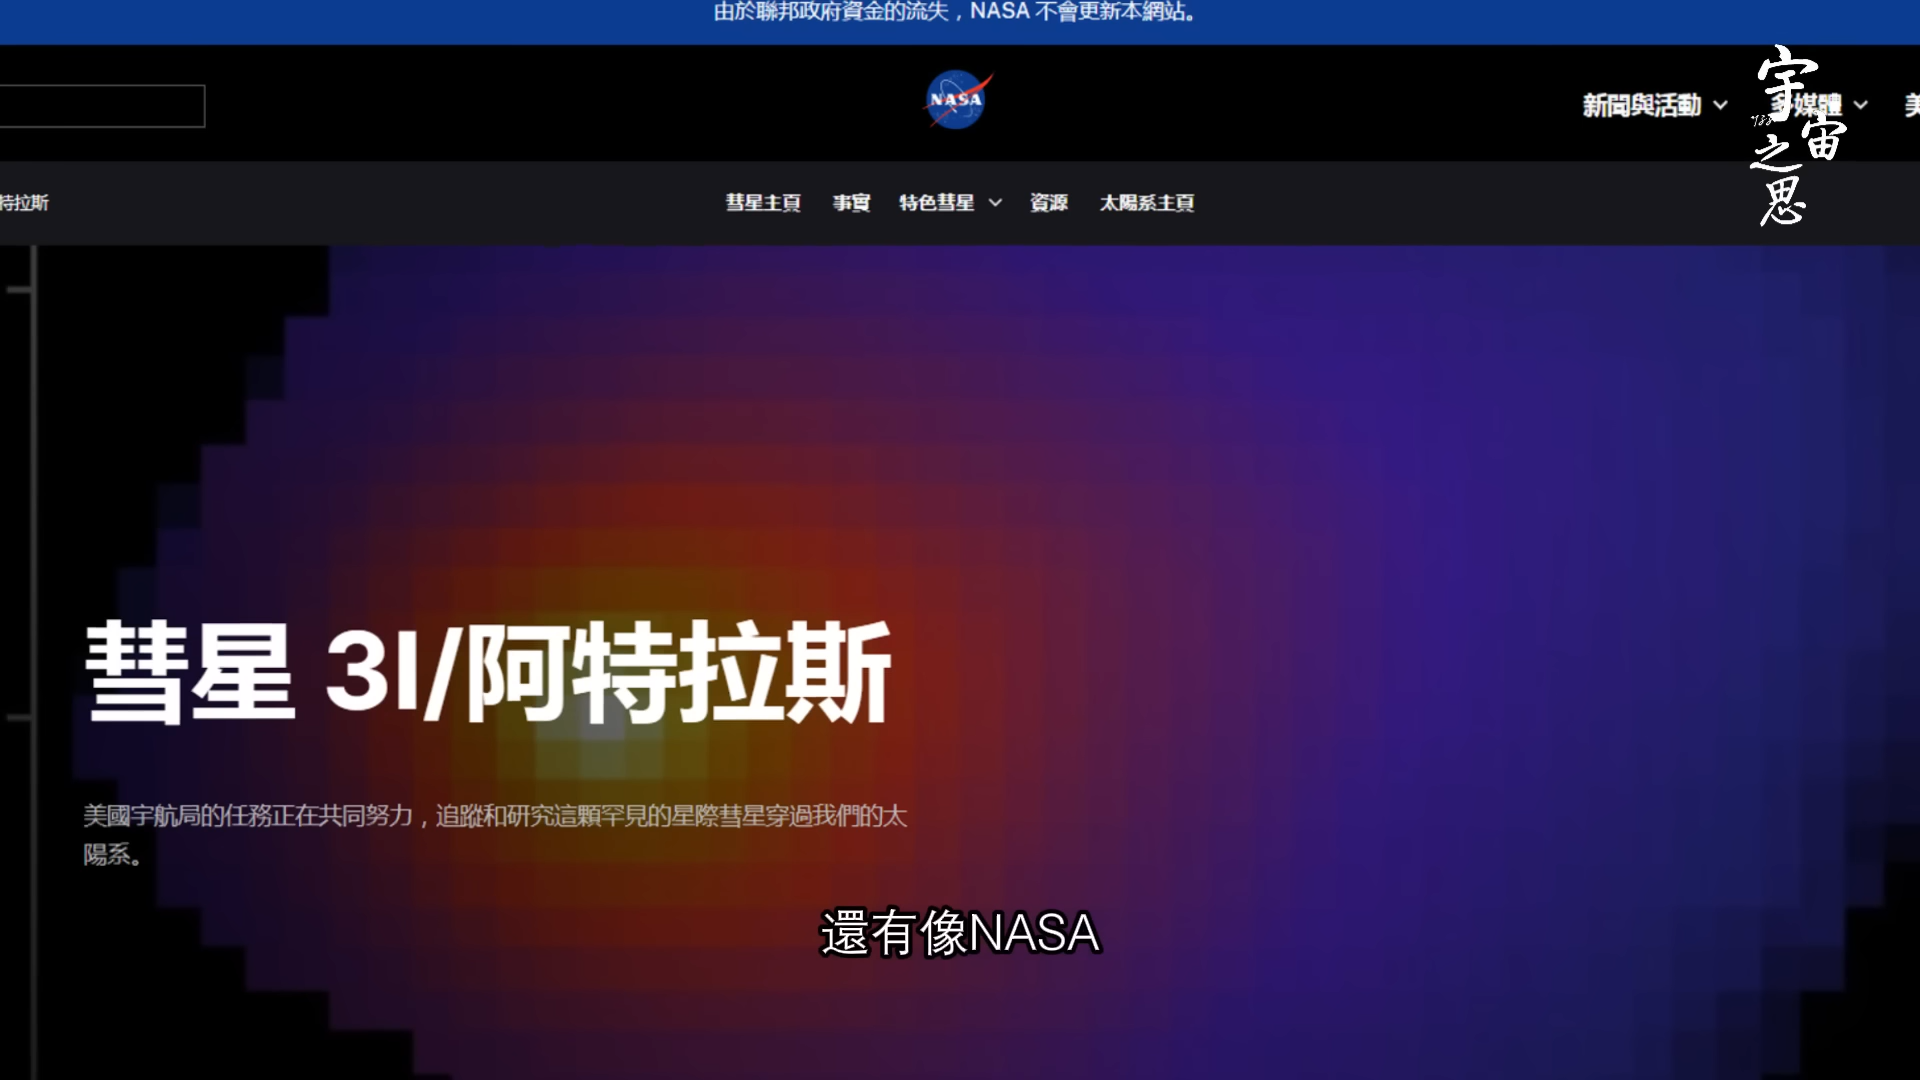 由於聯邦政府資金的流失，NASA 不會更新本網站。
NASA
新聞與活動
多媒體
美
宇宙之思
特拉斯
彗星主頁
事實
特色彗星
資源
太陽系主頁
彗星 3I/阿特拉斯
美國宇航局的任務正在共同努力，追蹤和研究這顆罕見的星際彗星穿過我們的太
陽系。
還有像NASA